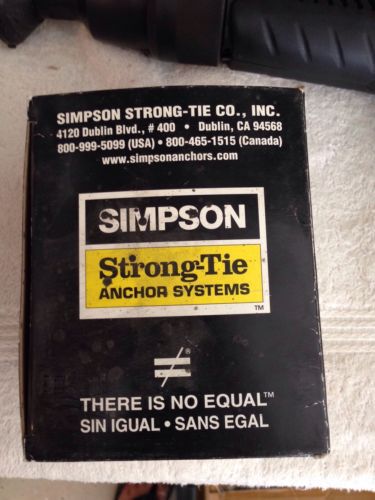 SIMPSON STRONG-TIE CO., INC.
4120 Dublin Blvd., # 400 • Dublin, CA 94568
800-999-5099 (USA) • 800-465-1515 (Canada)
www.simpsonanchors.com
SIMPSON
Strong-Tie
ANCHOR SYSTEMS
™
≠®
THERE IS NO EQUAL™
SIN IGUAL • SANS EGAL